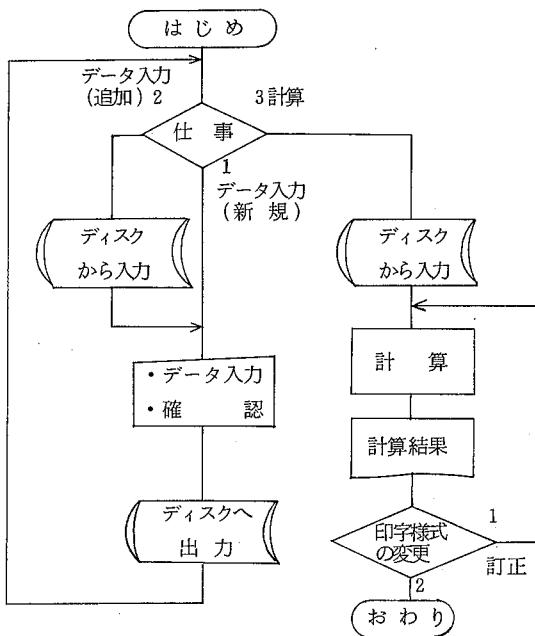 はじめ
データ入力
(追加) 2
3計算
仕事
1
データ入力
(新規)
ディスク
から入力
ディスク
から入力
・データ入力
・確認
計算
計算結果
ディスクへ
出力
印字様式
の変更
1
訂正
2
おわり